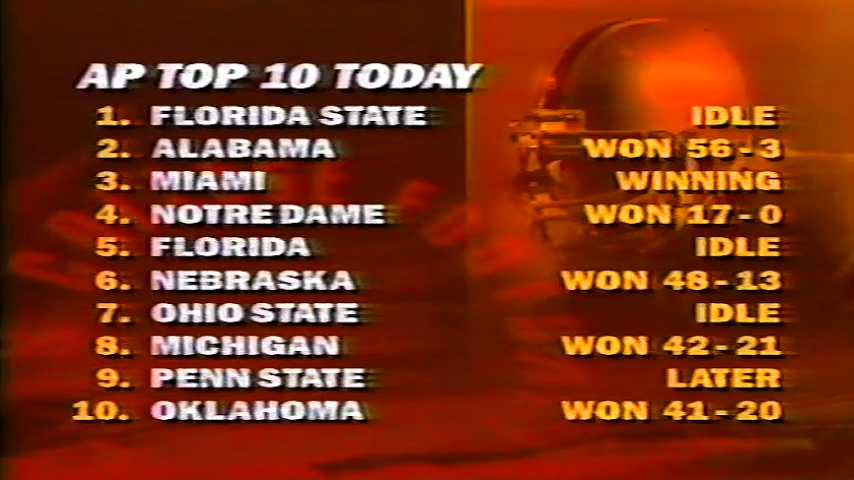 AP TOP 10 TODAY
1. FLORIDA STATE IDLE
2. ALABAMA WON 56-3
3. MIAMI WINNING
4. NOTRE DAME WON 17-0
5. FLORIDA IDLE
6. NEBRASKA WON 48-13
7. OHIO STATE IDLE
8. MICHIGAN WON 42-21
9. PENN STATE LATER
10. OKLAHOMA WON 41-20